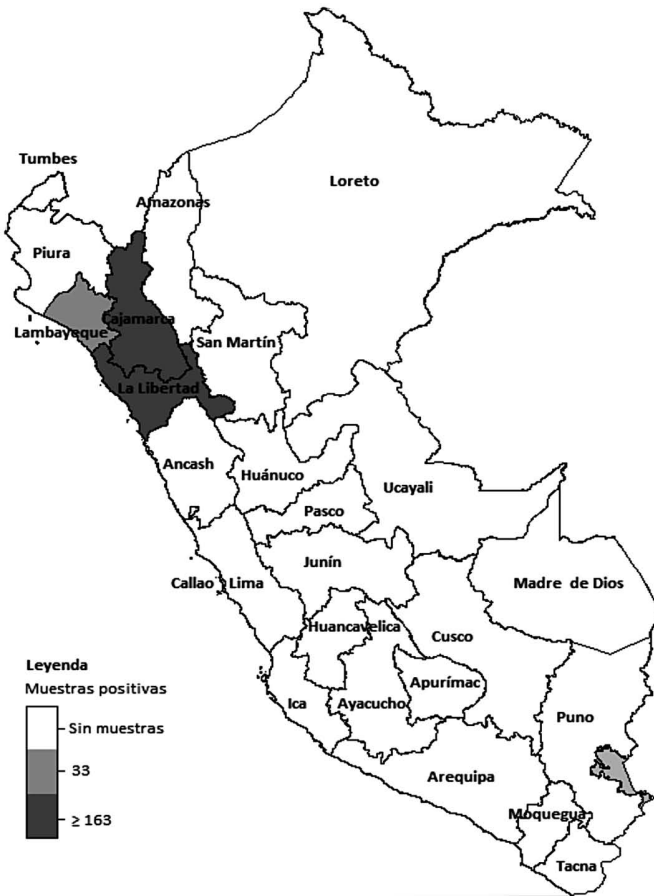 Tumbes
Loreto
Amazonas
Piura
Cajamarca
Lambayeque
San Martín
La Libertad
Ancash
Huánuco
Ucayali
Pasco
Junín
Madre de Dios
Callao
Lima
Huancavelica
Cusco
Leyenda
Muestras positivas
Sin muestras
33
≥ 163
Apurímac
Ica
Ayacucho
Puno
Arequipa
Moquegua
Tacna